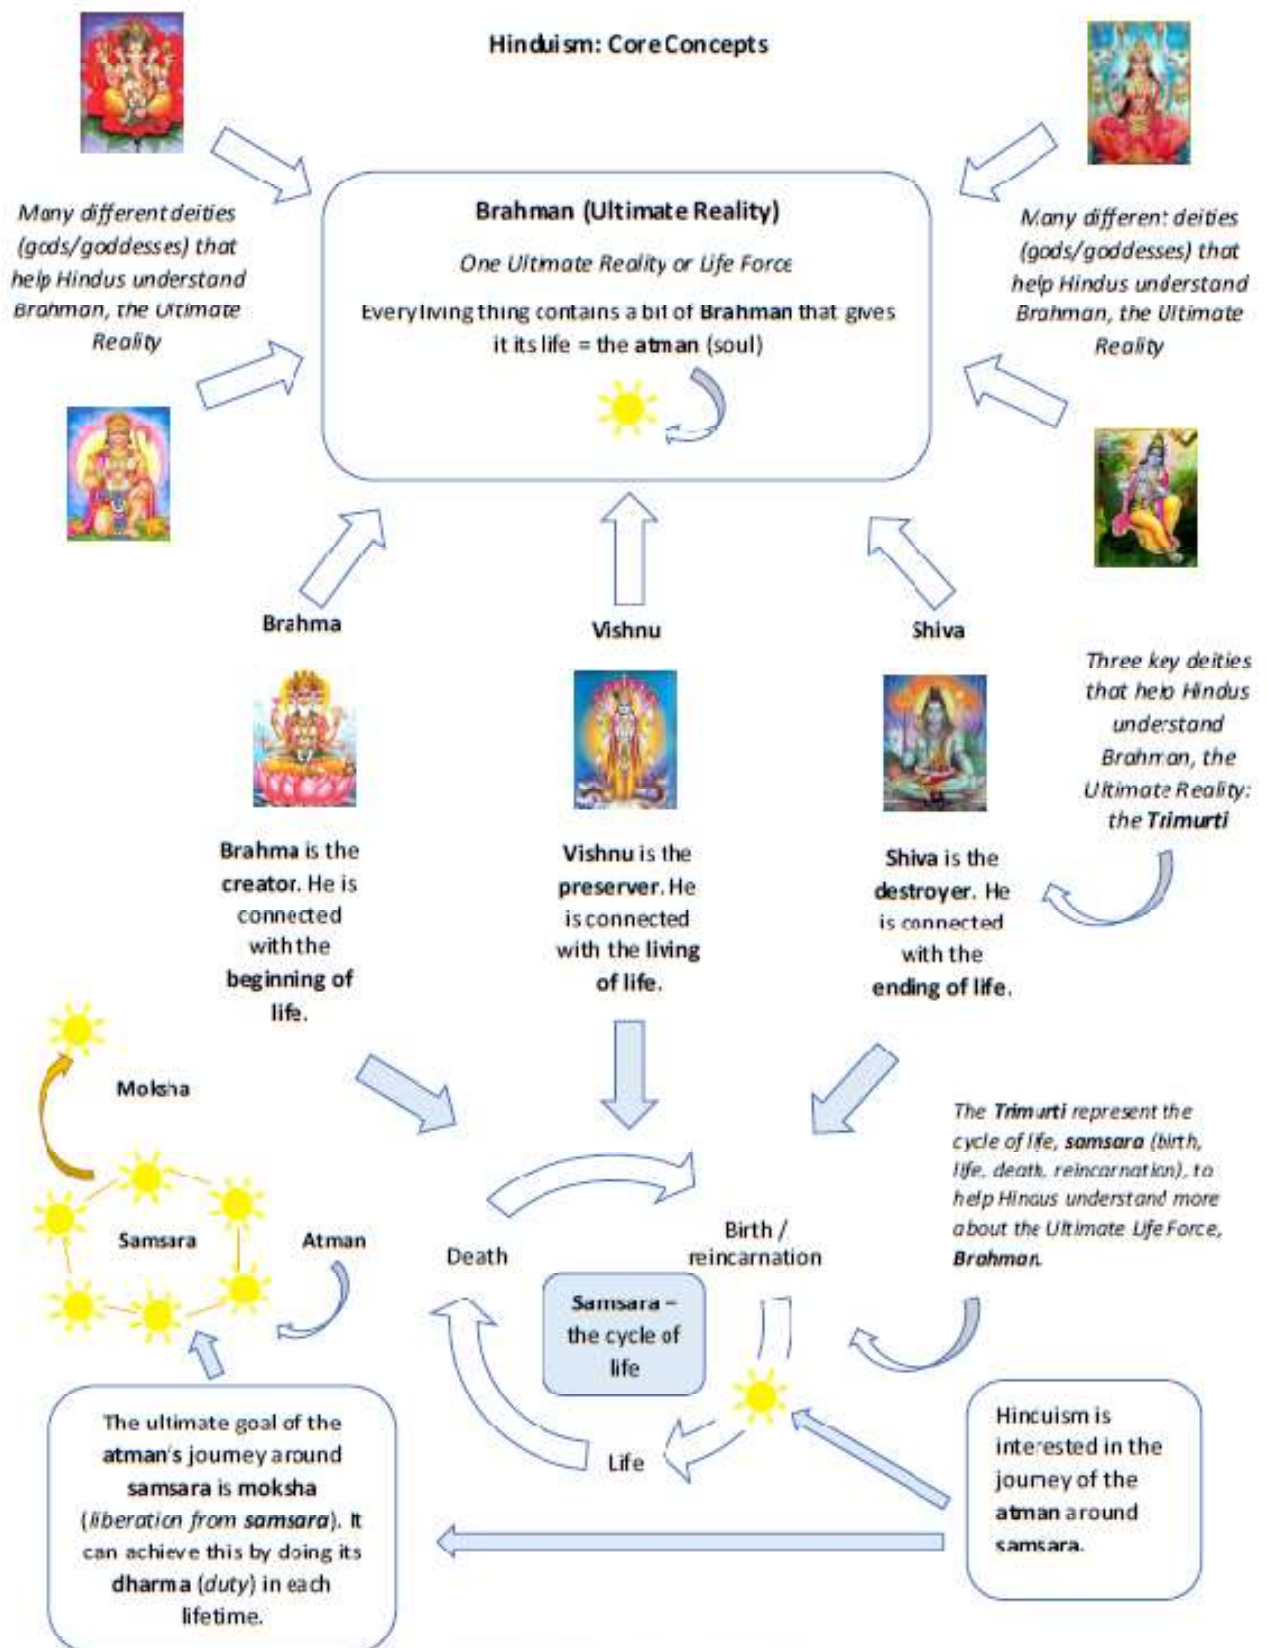 Hinduism: Core Concepts
Many different deities
(gods/goddesses) that
help Hindus understand
Brahman, the Ultimate
Reality
Brahman (Ultimate Reality)
One Ultimate Reality or Life Force
Every living thing contains a bit of Brahman that gives
it its life = the atman (soul)
Many different deities
(gods/goddesses) that
help Hindus understand
Brahman, the Ultimate
Reality
Brahma
Vishnu
Shiva
Three key deities
that help Hindus
understand
Brahman, the
Ultimate Reality:
the Trimurti
Brahma is the
creator. He is
connected
with the
beginning of
life.
Vishnu is the
preserver. He
is connected
with the living
of life.
Shiva is the
destroyer. He
is connected
with the
ending of life.
Moksha
Samsara
Atman
The Trimurti represent the
cycle of life, samsara (birth,
life, death, reincarnation), to
help Hindus understand more
about the Ultimate Life Force,
Brahman.
Death
Birth /
reincarnation
Samsara –
the cycle of
life
Life
The ultimate goal of the
atman's journey around
samsara is moksha
(liberation from samsara). It
can achieve this by doing its
dharma (duty) in each
lifetime.
Hinduism is
interested in the
journey of the
atman around
samsara.